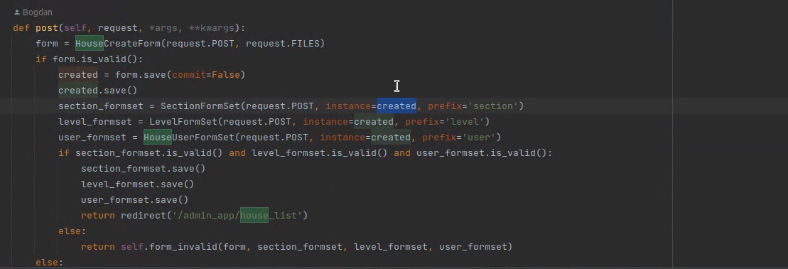 Bogdan
def post(self, request, *args, **kwargs):
    form = HouseCreateForm(request.POST, request.FILES)
    if form.is_valid():
        created = form.save(commit=False)
        created.save()
        section_formset = SectionFormSet(request.POST, instance=created, prefix='section')
        level_formset = LevelFormSet(request.POST, instance=created, prefix='level')
        user_formset = HouseUserFormSet(request.POST, instance=created, prefix='user')
        if section_formset.is_valid() and level_formset.is_valid() and user_formset.is_valid():
            section_formset.save()
            level_formset.save()
            user_formset.save()
            return redirect('/admin_app/house_list')
        else:
            return self.form_invalid(form, section_formset, level_formset, user_formset)
    else: